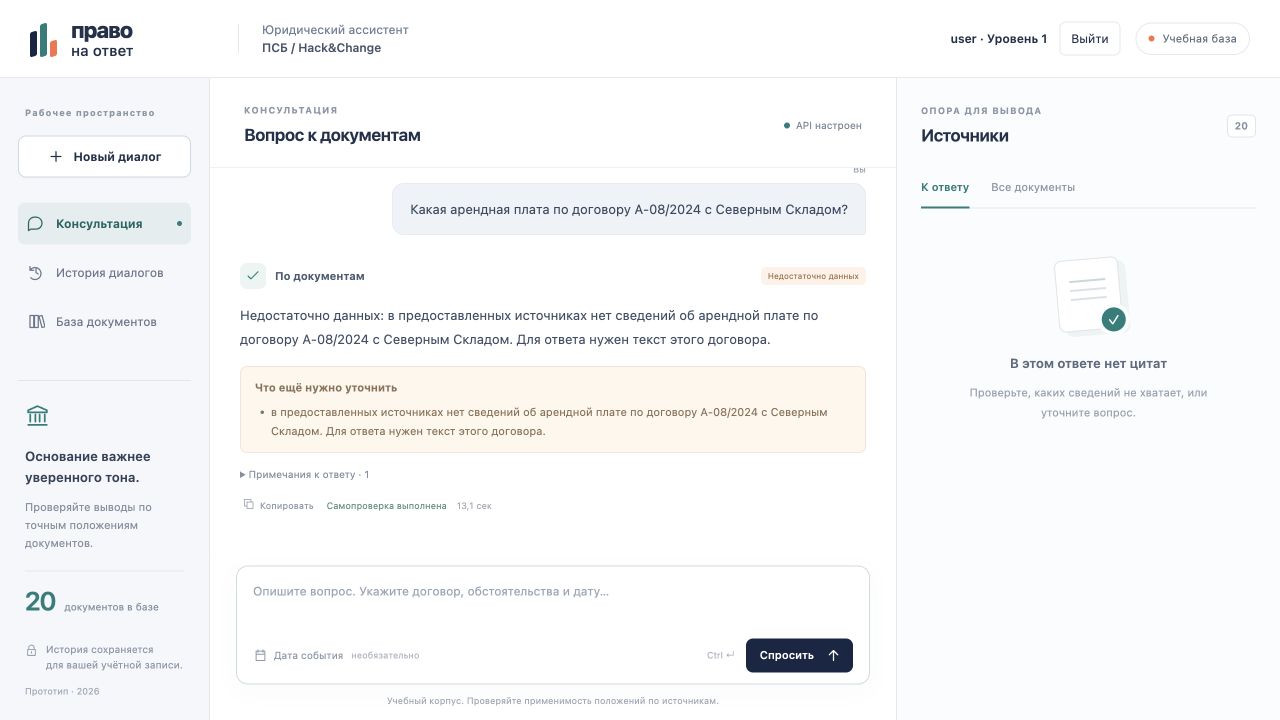 право
на ответ
Юридический ассистент
ПСБ / Hack&Change
user · Уровень 1
Выйти
Учебная база
Рабочее пространство
Новый диалог
Консультация
История диалогов
База документов
Основание важнее
уверенного тона.
Проверяйте выводы по
точным положениям
документов.
20 документов в базе
История сохраняется
для вашей учётной записи.
Прототип · 2026
КОНСУЛЬТАЦИЯ
Вопрос к документам
API настроен
Вы
Какая арендная плата по договору А-08/2024 с Северным Складом?
По документам
Недостаточно данных
Недостаточно данных: в предоставленных источниках нет сведений об арендной плате по
договору А-08/2024 с Северным Складом. Для ответа нужен текст этого договора.
Что ещё нужно уточнить
• в предоставленных источниках нет сведений об арендной плате по договору А-08/2024 с Северным
Складом. Для ответа нужен текст этого договора.
Примечания к ответу · 1
Копировать
Самопроверка выполнена
13,1 сек
Опишите вопрос. Укажите договор, обстоятельства и дату…
Дата события необязательно
Ctrl ↵
Спросить ↑
Учебный корпус. Проверяйте применимость положений по источникам.
ОПОРА ДЛЯ ВЫВОДА
Источники
20
К ответу
Все документы
В этом ответе нет цитат
Проверьте, каких сведений не хватает, или
уточните вопрос.